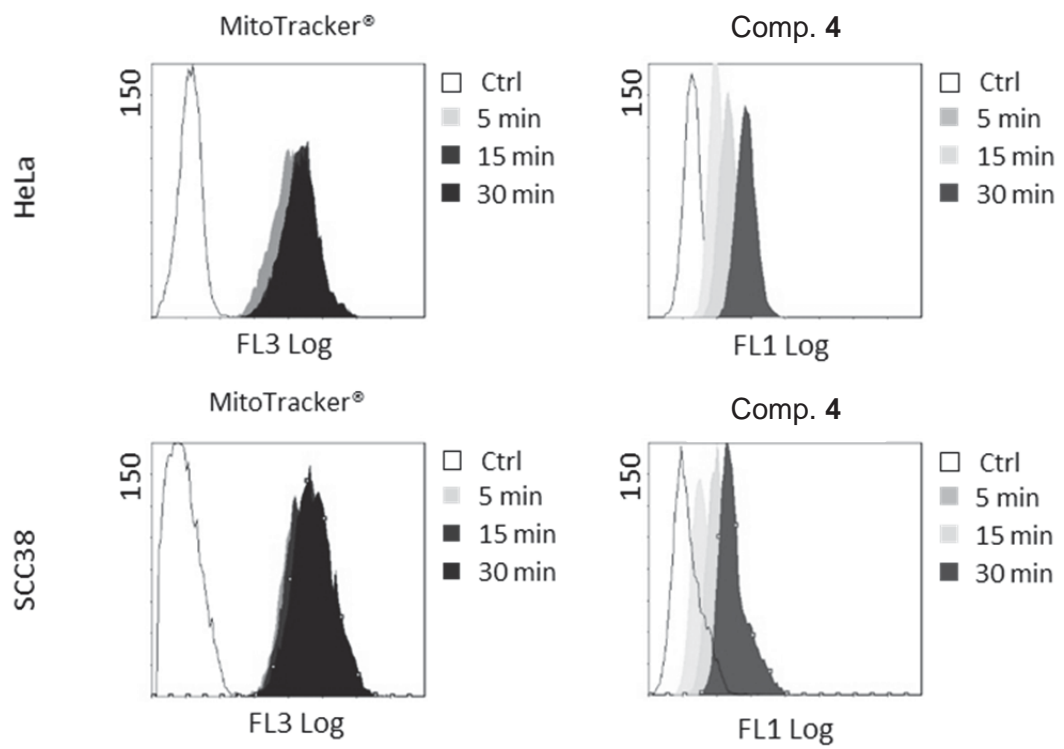 MitoTracker®
Comp. 4
HeLa
150
Ctrl
5 min
15 min
30 min
FL3 Log
150
Ctrl
5 min
15 min
30 min
FL1 Log
MitoTracker®
Comp. 4
SCC38
150
Ctrl
5 min
15 min
30 min
FL3 Log
150
Ctrl
5 min
15 min
30 min
FL1 Log